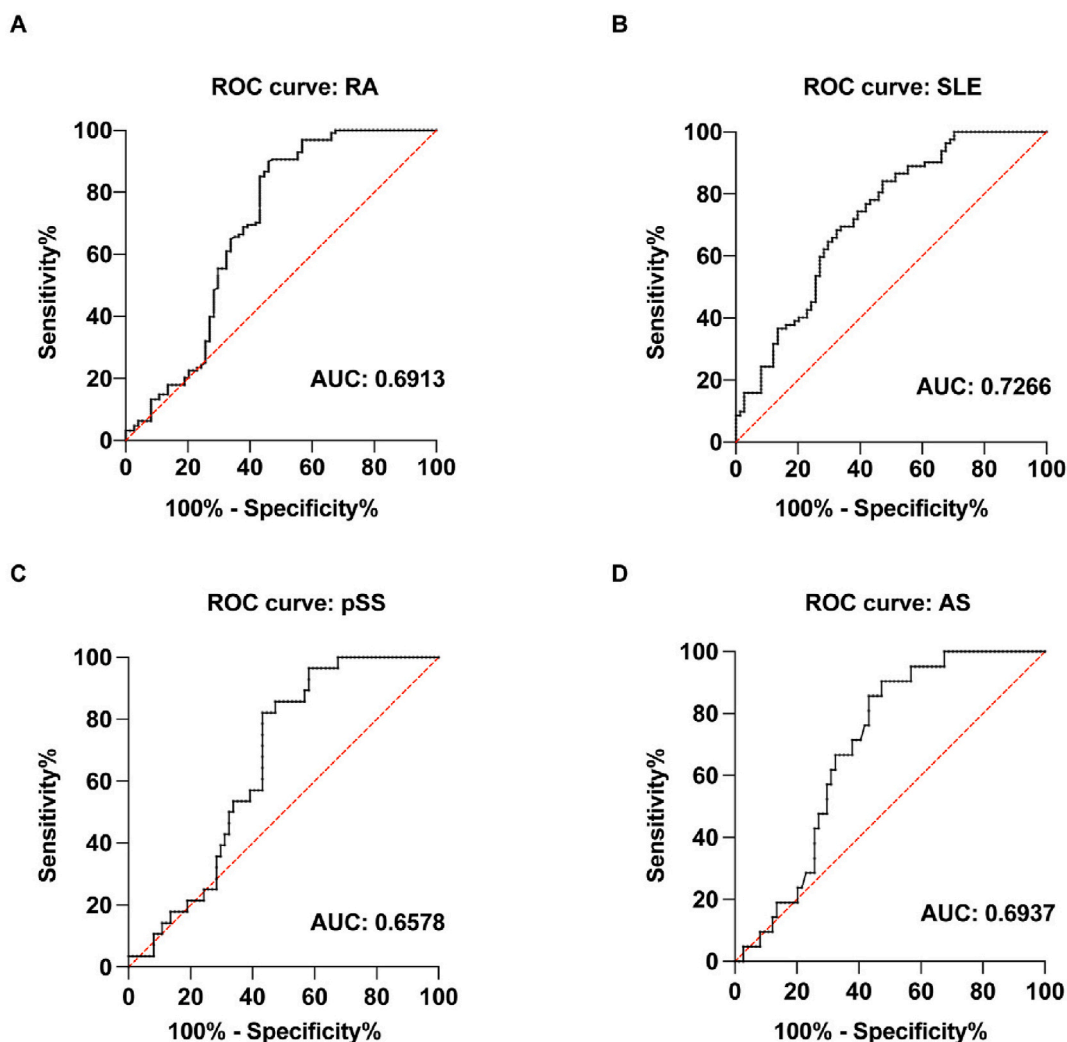 A
ROC curve: RA
100
80
60
40
20
0
Sensitivity%
AUC: 0.6913
0 20 40 60 80 100
100% - Specificity%
B
ROC curve: SLE
100
80
60
40
20
0
Sensitivity%
AUC: 0.7266
0 20 40 60 80 100
100% - Specificity%
C
ROC curve: pSS
100
80
60
40
20
0
Sensitivity%
AUC: 0.6578
0 20 40 60 80 100
100% - Specificity%
D
ROC curve: AS
100
80
60
40
20
0
Sensitivity%
AUC: 0.6937
0 20 40 60 80 100
100% - Specificity%